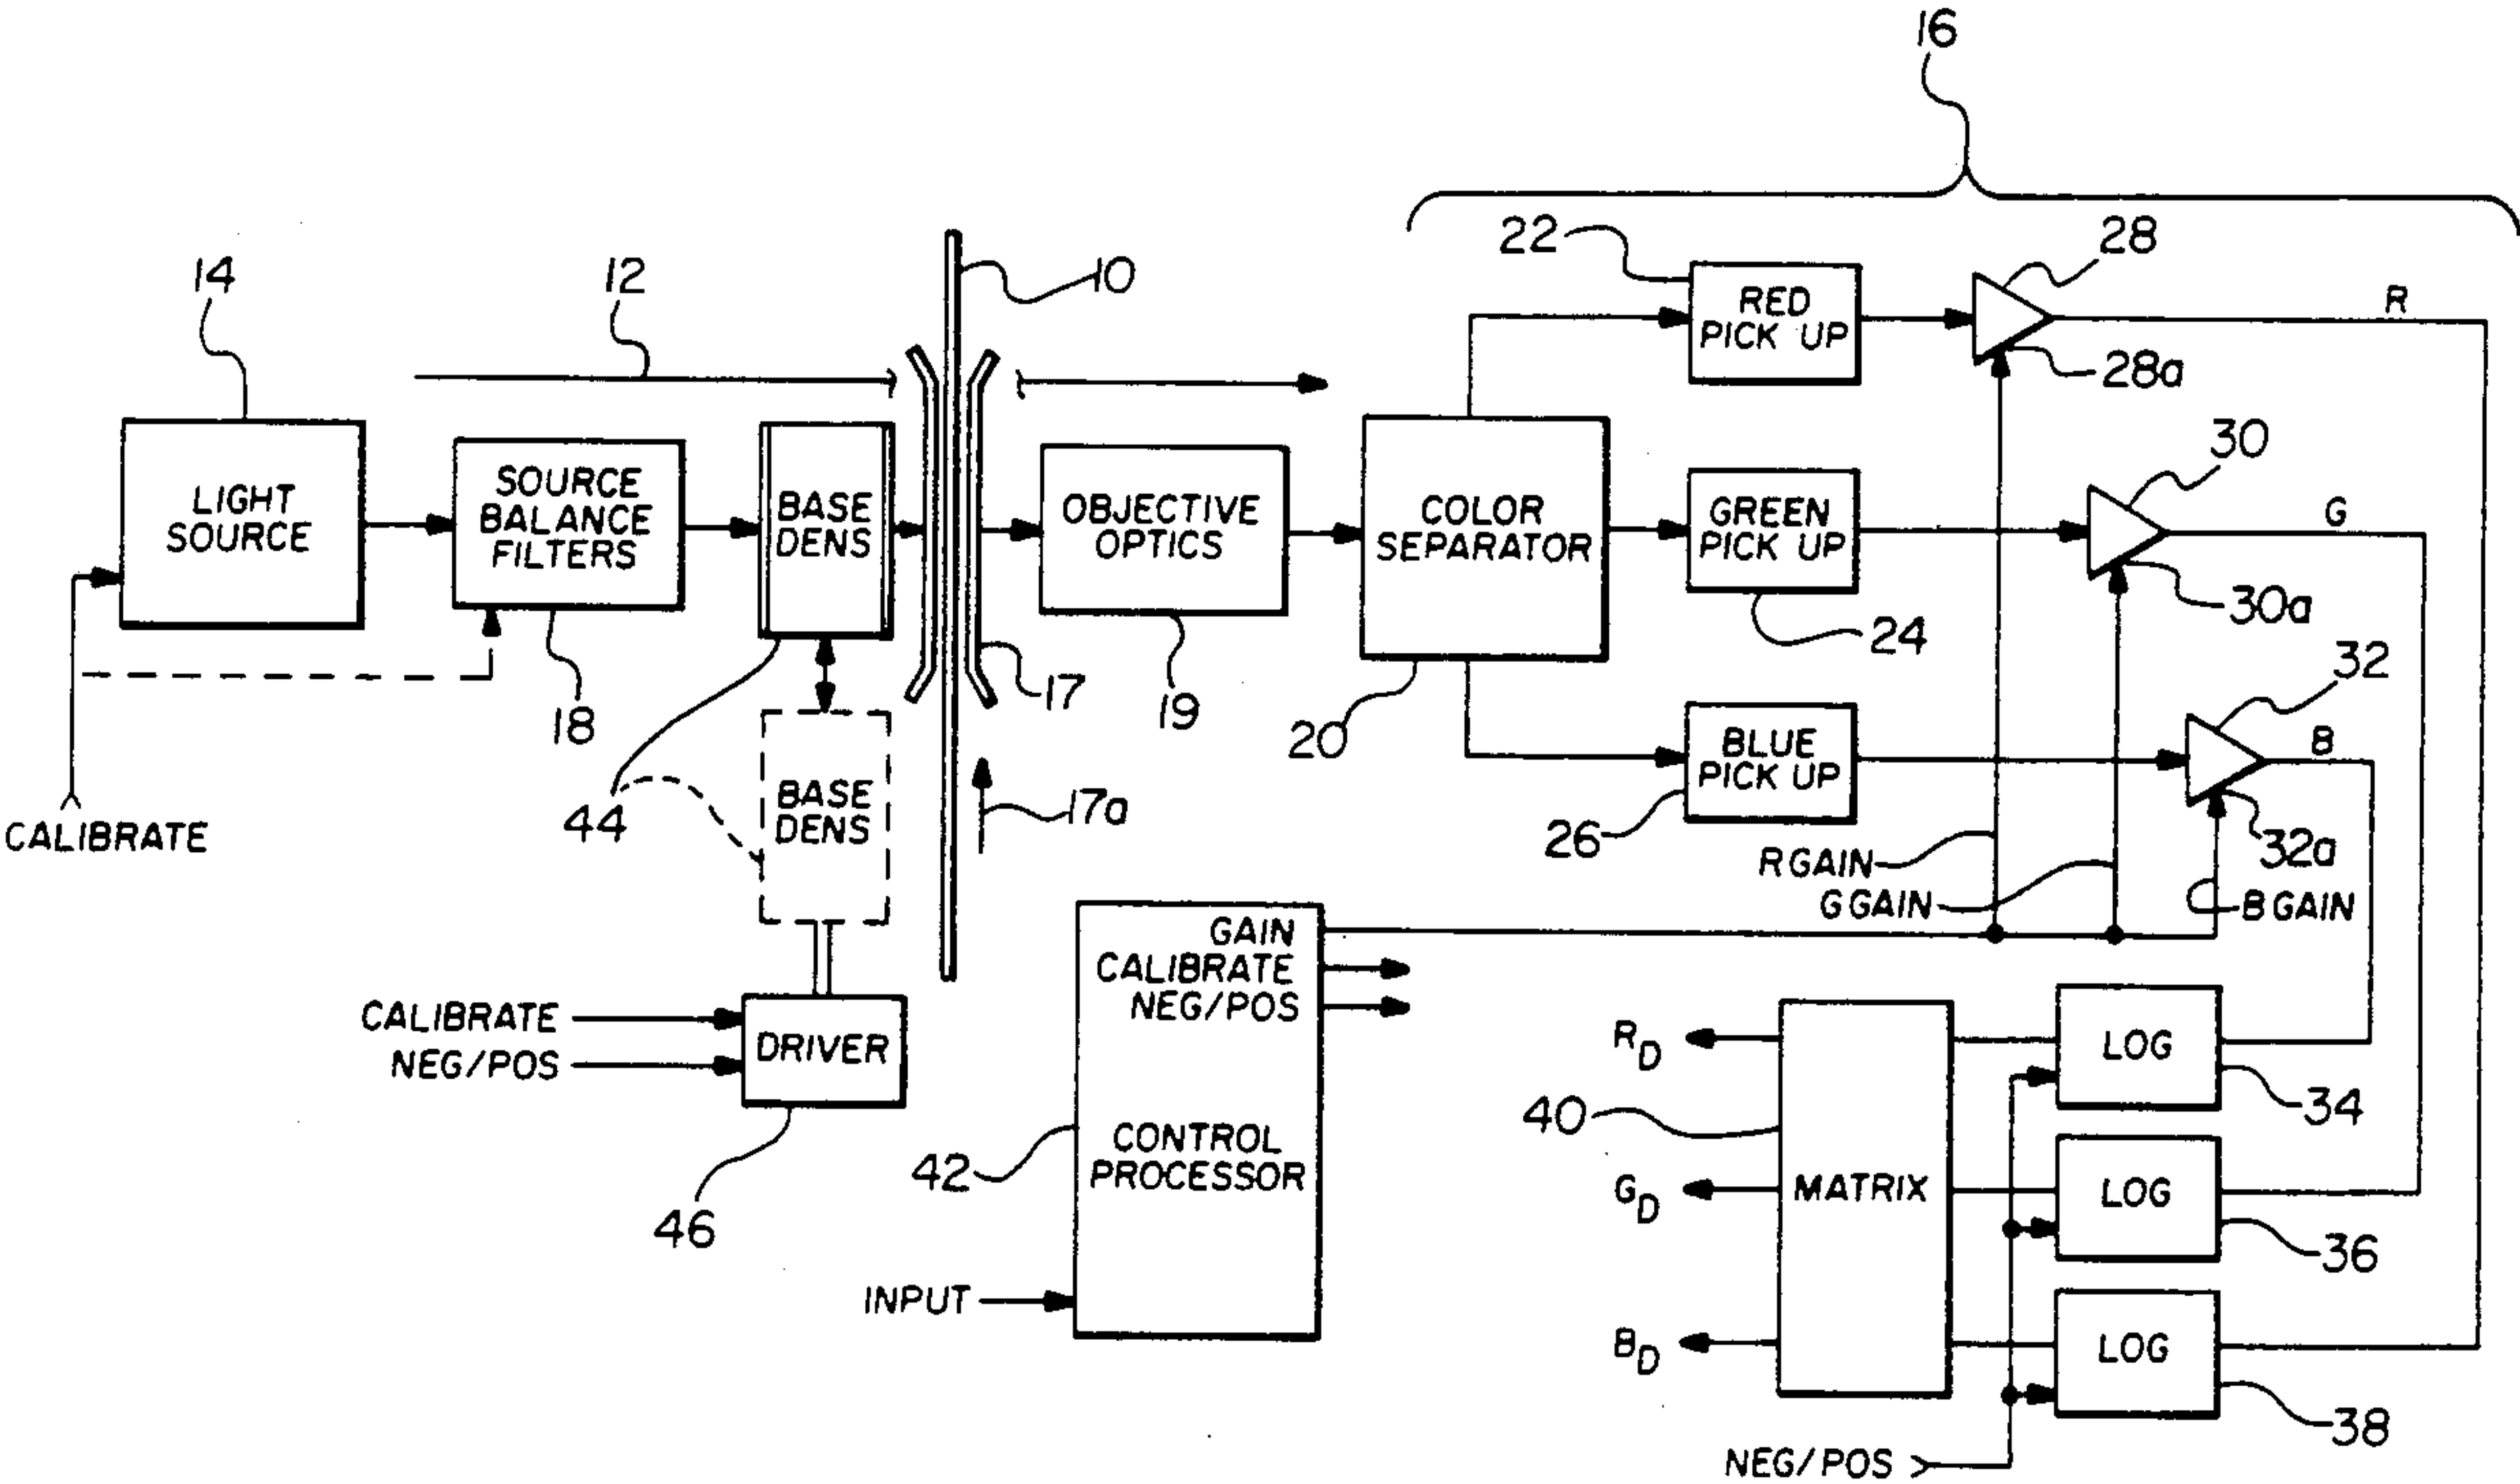 16
22
28
14
12
10
RED
PICK UP
R
28a
30
LIGHT
SOURCE
SOURCE
BALANCE
FILTERS
BASE
DENS
OBJECTIVE
OPTICS
COLOR
SEPARATOR
GREEN
PICK UP
G
30a
24
32
18
17
19
20
BLUE
PICK UP
B
CALIBRATE
44
BASE
DENS
17a
26
R GAIN
32a
G GAIN
B GAIN
GAIN
CALIBRATE
NEG/POS
CALIBRATE
NEG/POS
DRIVER
RD
LOG
34
40
42
CONTROL
PROCESSOR
46
GD
MATRIX
LOG
36
INPUT
BD
LOG
38
NEG/POS